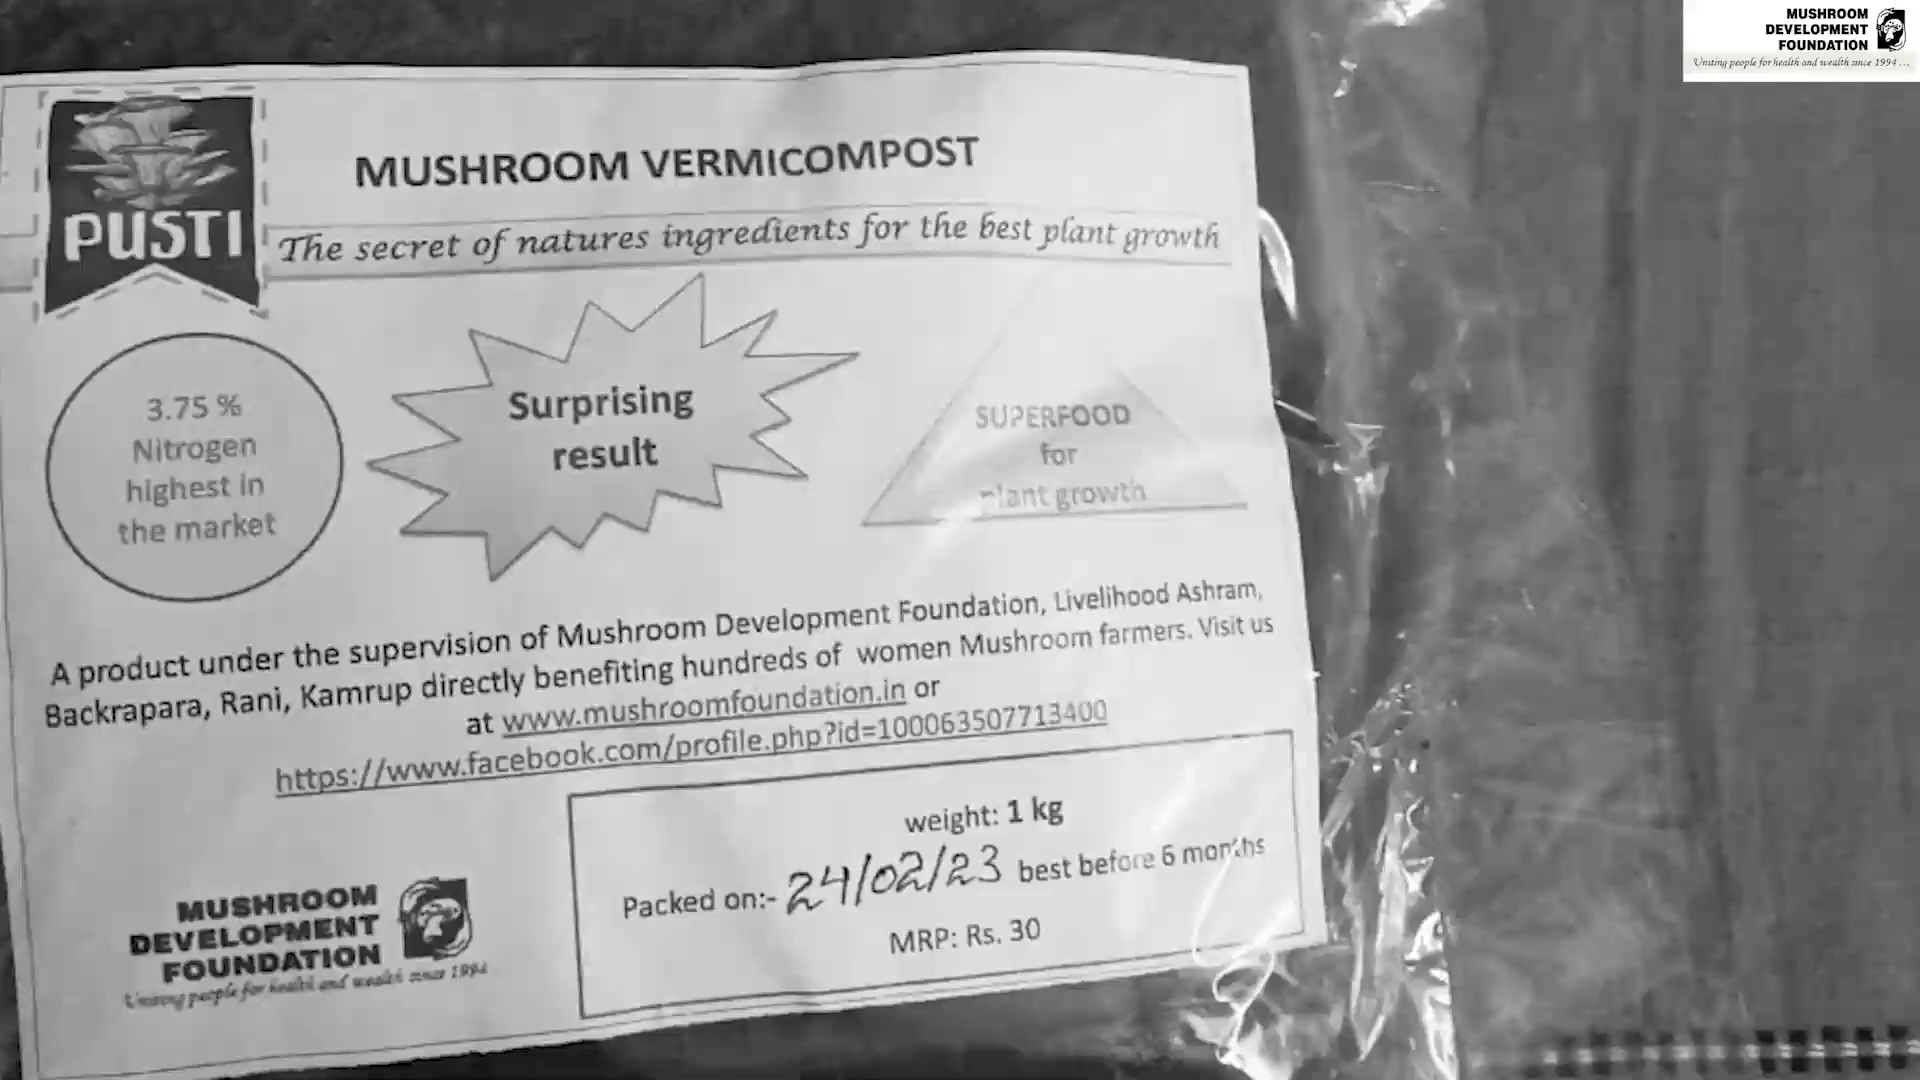 MUSHROOM
DEVELOPMENT
FOUNDATION
Uniting people for health and wealth since 1994 ...
PUSTI
MUSHROOM VERMICOMPOST
The secret of natures ingredients for the best plant growth
3.75 %
Nitrogen
highest in
the market
Surprising
result
SUPERFOOD
for
plant growth
A product under the supervision of Mushroom Development Foundation, Livelihood Ashram,
Backrapara, Rani, Kamrup directly benefiting hundreds of women Mushroom farmers. Visit us
at www.mushroomfoundation.in or
https://www.facebook.com/profile.php?id=100063507713400
weight: 1 kg
Packed on:- 24/02/23 best before 6 months
MRP: Rs. 30
MUSHROOM
DEVELOPMENT
FOUNDATION
Uniting people for health and wealth since 1994